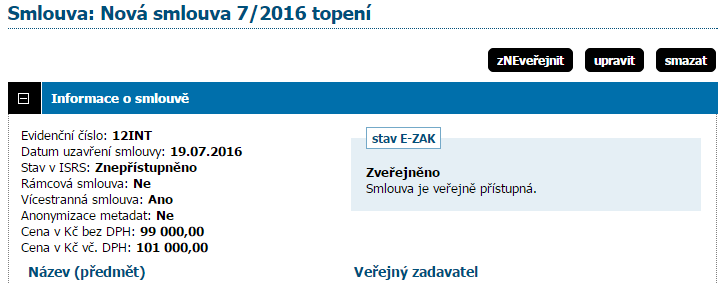 Smlouva: Nová smlouva 7/2016 topení
zNEveřejnit upravit smazat
Informace o smlouvě
Evidenční číslo: 12INT
Datum uzavření smlouvy: 19.07.2016
Stav v ISRS: Znepřístupněno
Rámcová smlouva: Ne
Vícestranná smlouva: Ano
Anonymizace metadat: Ne
Cena v Kč bez DPH: 99 000,00
Cena v Kč vč. DPH: 101 000,00
stav E-ZAK
Zveřejněno
Smlouva je veřejně přístupná.
Název (předmět)
Veřejný zadavatel